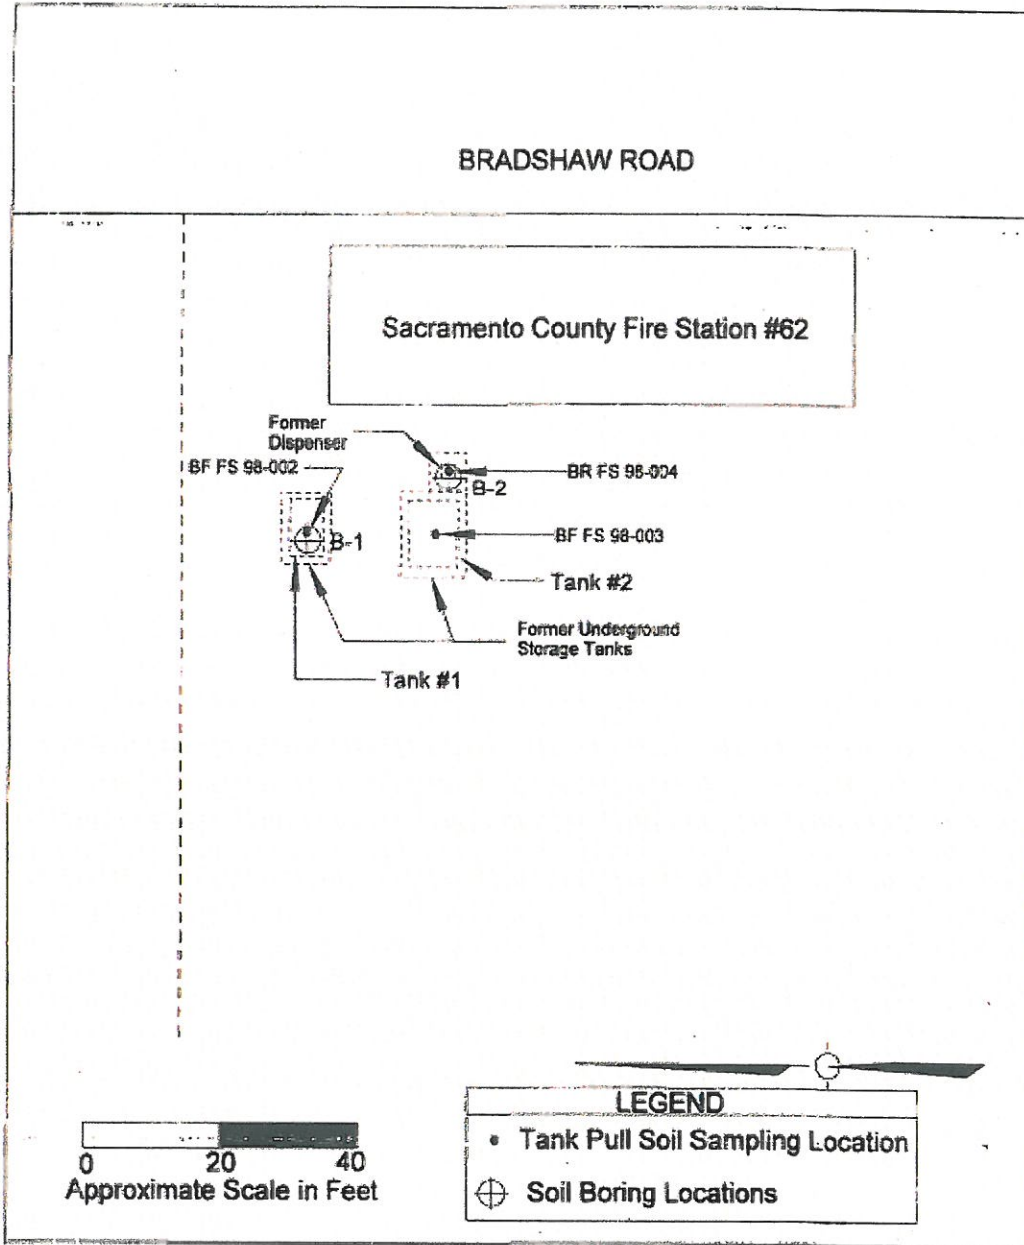 BRADSHAW ROAD
Sacramento County Fire Station #62
Former
Dispenser
BF FS 98-002
BR FS 98-004
B-2
B-1
BF FS 98-003
Tank #2
Former Underground
Storage Tanks
Tank #1
LEGEND
Tank Pull Soil Sampling Location
Soil Boring Locations
0 20 40
Approximate Scale in Feet